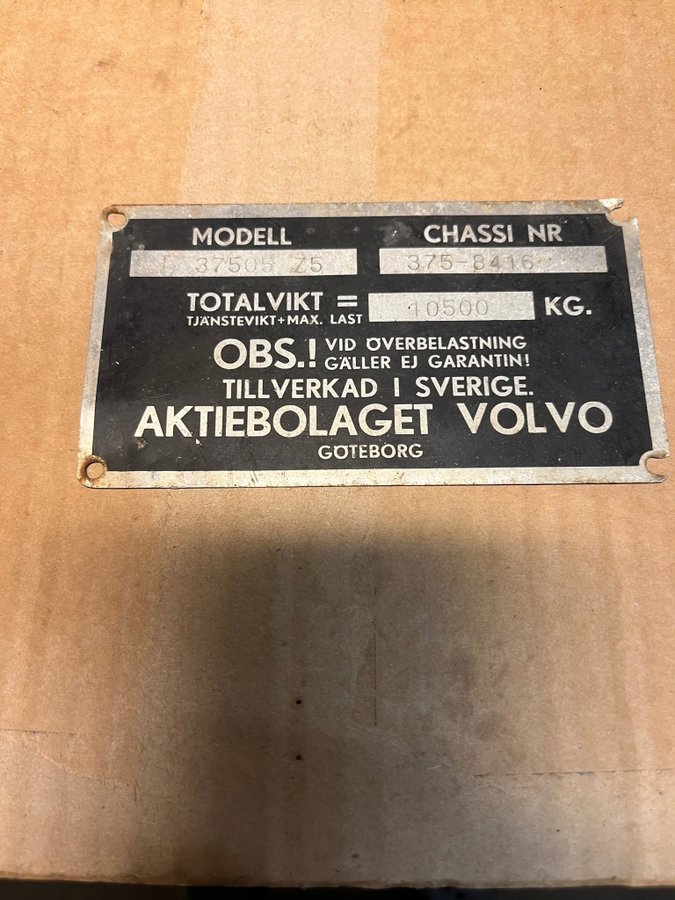 MODELL CHASSI NR
L 37505 Z5 375-8416
TOTALVIKT = 10500 KG.
TJÄNSTEVIKT+MAX. LAST
OBS.! VID ÖVERBELASTNING
GÄLLER EJ GARANTIN!
TILLVERKAD I SVERIGE.
AKTIEBOLAGET VOLVO
GÖTEBORG